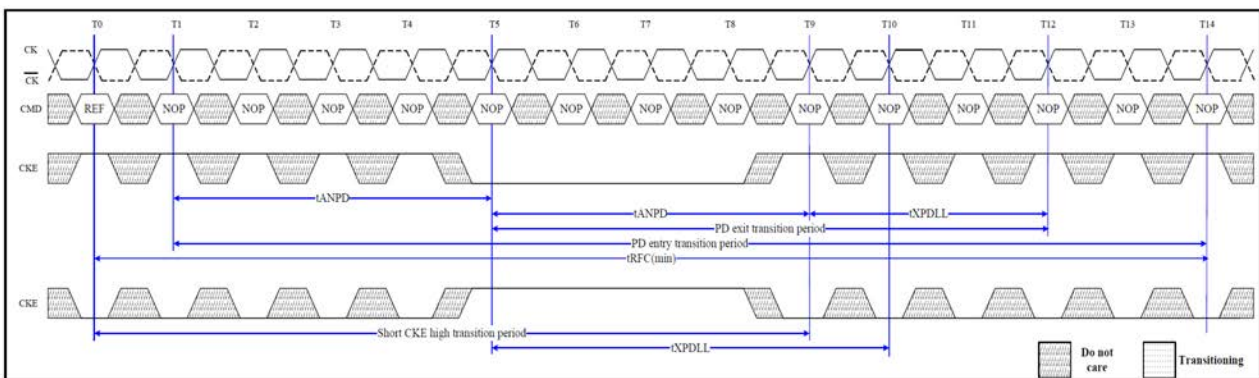 T0 T1 T2 T3 T4 T5 T6 T7 T8 T9 T10 T11 T12 T13 T14
CK
CK
CMD REF NOP NOP NOP NOP NOP NOP NOP NOP NOP NOP NOP NOP NOP NOP
CKE
tANPD
tANPD tXPDLL
PD exit transition period
PD entry transition period
tRFC(min)
CKE
Short CKE high transition period
tXPDLL
Do not care
Transitioning